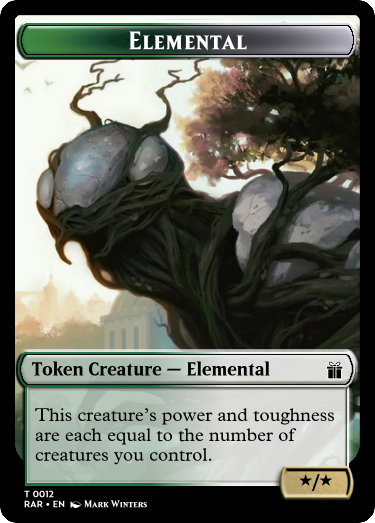 Elemental
Token Creature — Elemental
This creature's power and toughness
are each equal to the number of
creatures you control.
★/★
T 0012
RAR • EN Mark Winters